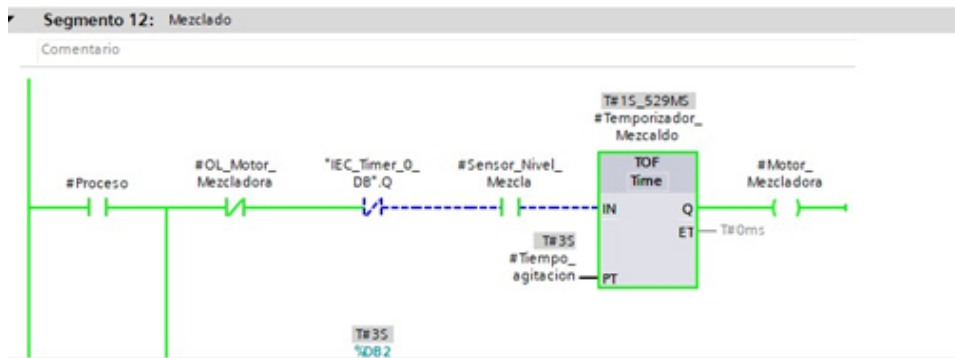 Segmento 12: Mezclado
Comentario
T#1S_529MS
#Temporizador_
Mezcaldo
#Proceso
#OL_Motor_
Mezcladora
"IEC_Timer_0_
DB".Q
#Sensor_Nivel_
Mezcla
TOF
Time
#Motor_
Mezcladora
IN
Q
ET
T#0ms
T#3S
#Tiempo_
agitacion
PT
T#3S
%DB2